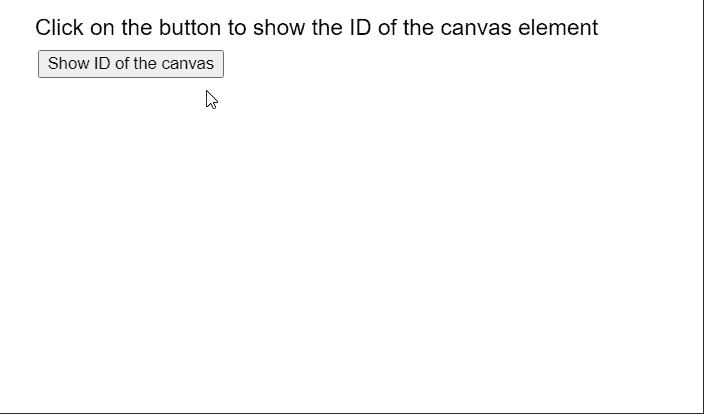 Click on the button to show the ID of the canvas element
Show ID of the canvas